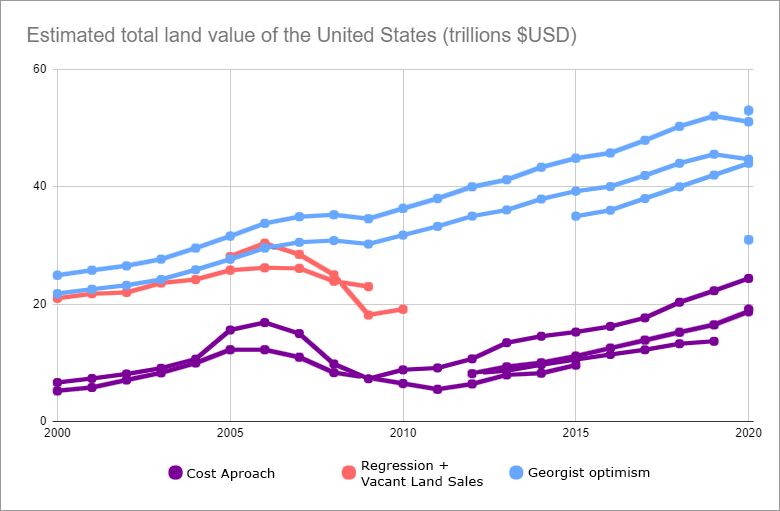 Estimated total land value of the United States (trillions $USD)
60
40
20
0
2000 2005 2010 2015 2020
Cost Aproach
Regression +
Vacant Land Sales
Georgist optimism